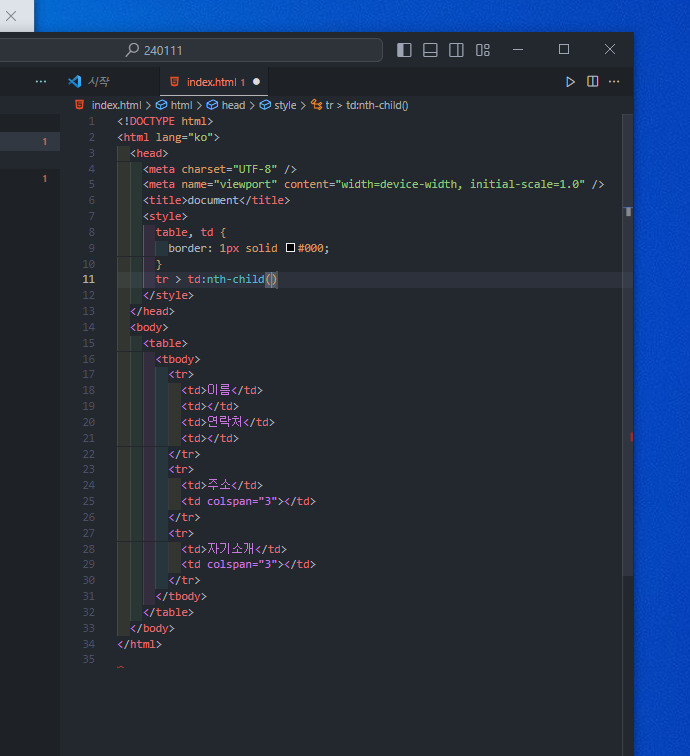 240111
시작
index.html 1
index.html > html > head > style > tr > td:nth-child()
1
1
1 <!DOCTYPE html>
2 <html lang="ko">
3 <head>
4 <meta charset="UTF-8" />
5 <meta name="viewport" content="width=device-width, initial-scale=1.0" />
6 <title>document</title>
7 <style>
8 table, td {
9 border: 1px solid #000;
10 }
11 tr > td:nth-child()
12 </style>
13 </head>
14 <body>
15 <table>
16 <tbody>
17 <tr>
18 <td>이름</td>
19 <td></td>
20 <td>연락처</td>
21 <td></td>
22 </tr>
23 <tr>
24 <td>주소</td>
25 <td colspan="3"></td>
26 </tr>
27 <tr>
28 <td>자기소개</td>
29 <td colspan="3"></td>
30 </tr>
31 </tbody>
32 </table>
33 </body>
34 </html>
35